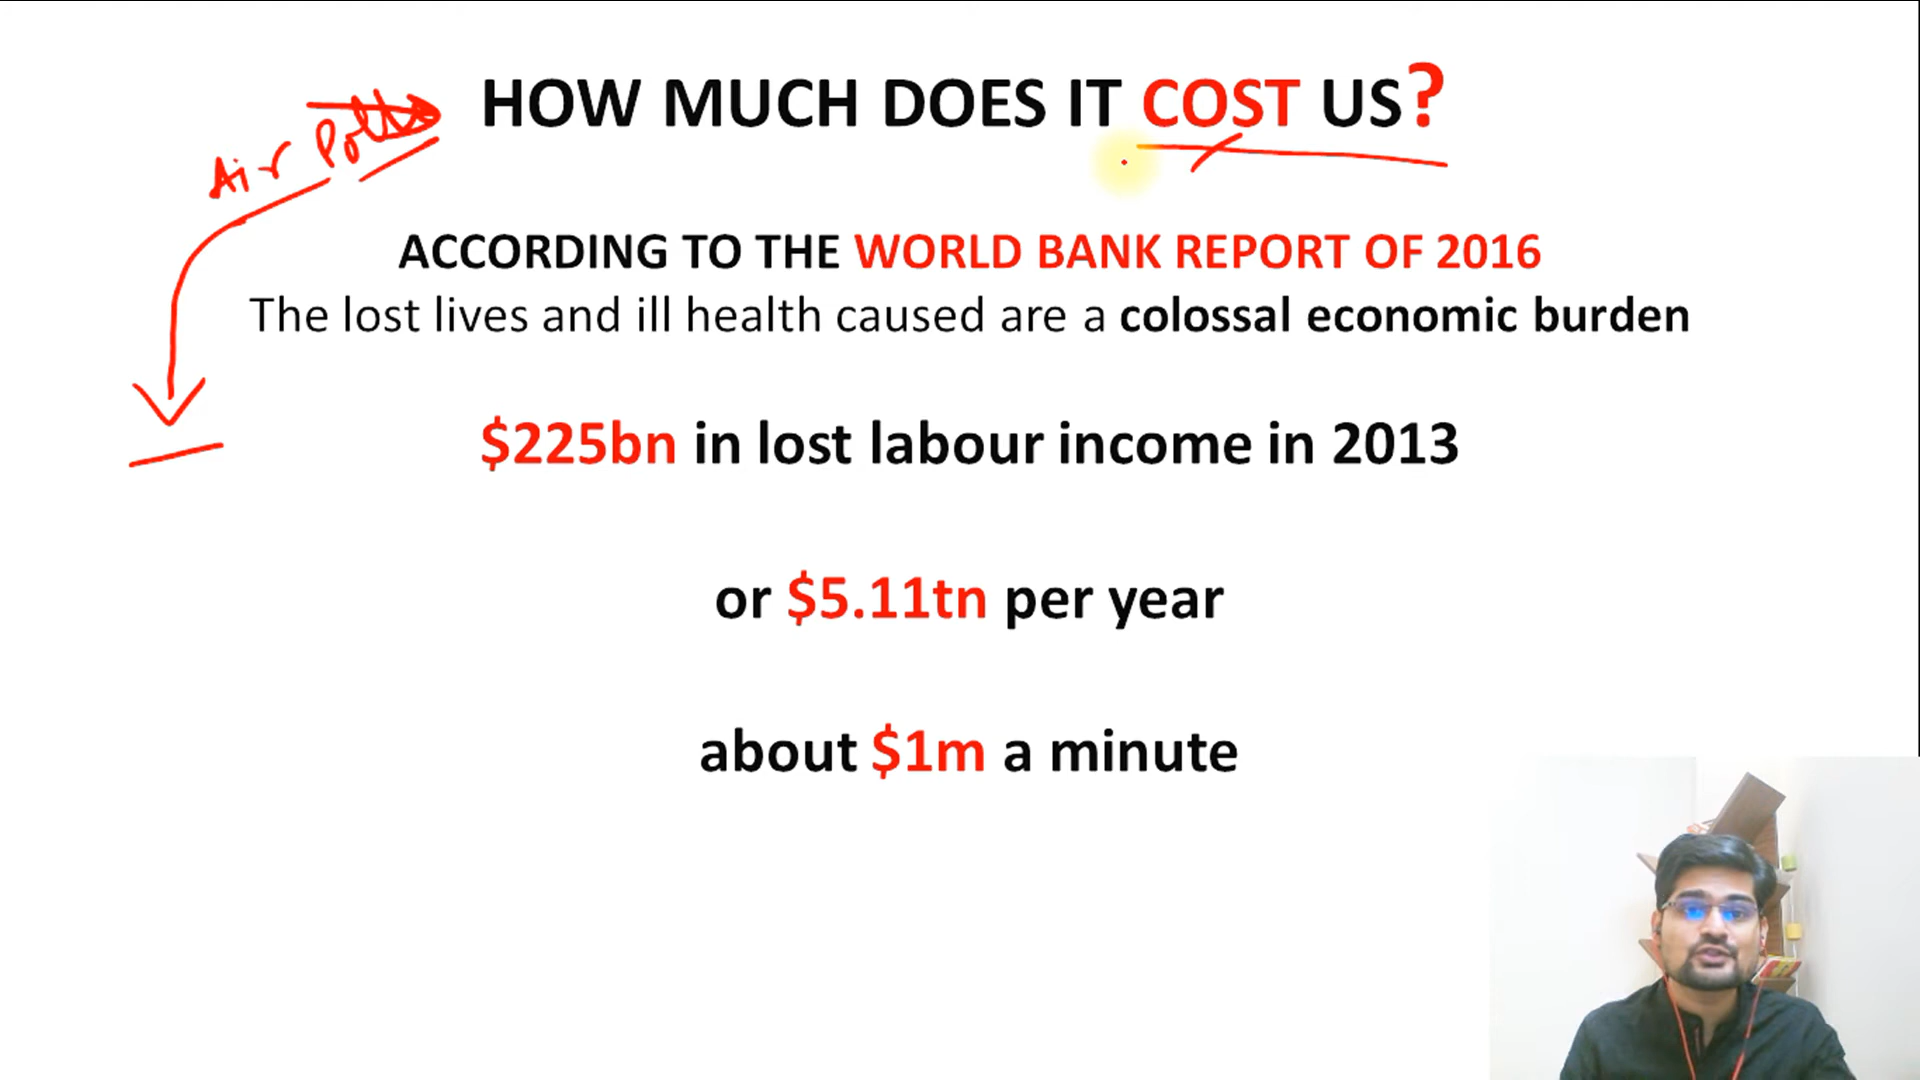 HOW MUCH DOES IT COST US?
Air
ACCORDING TO THE WORLD BANK REPORT OF 2016
The lost lives and ill health caused are a colossal economic burden
$225bn in lost labour income in 2013
or $5.11tn per year
about $1m a minute